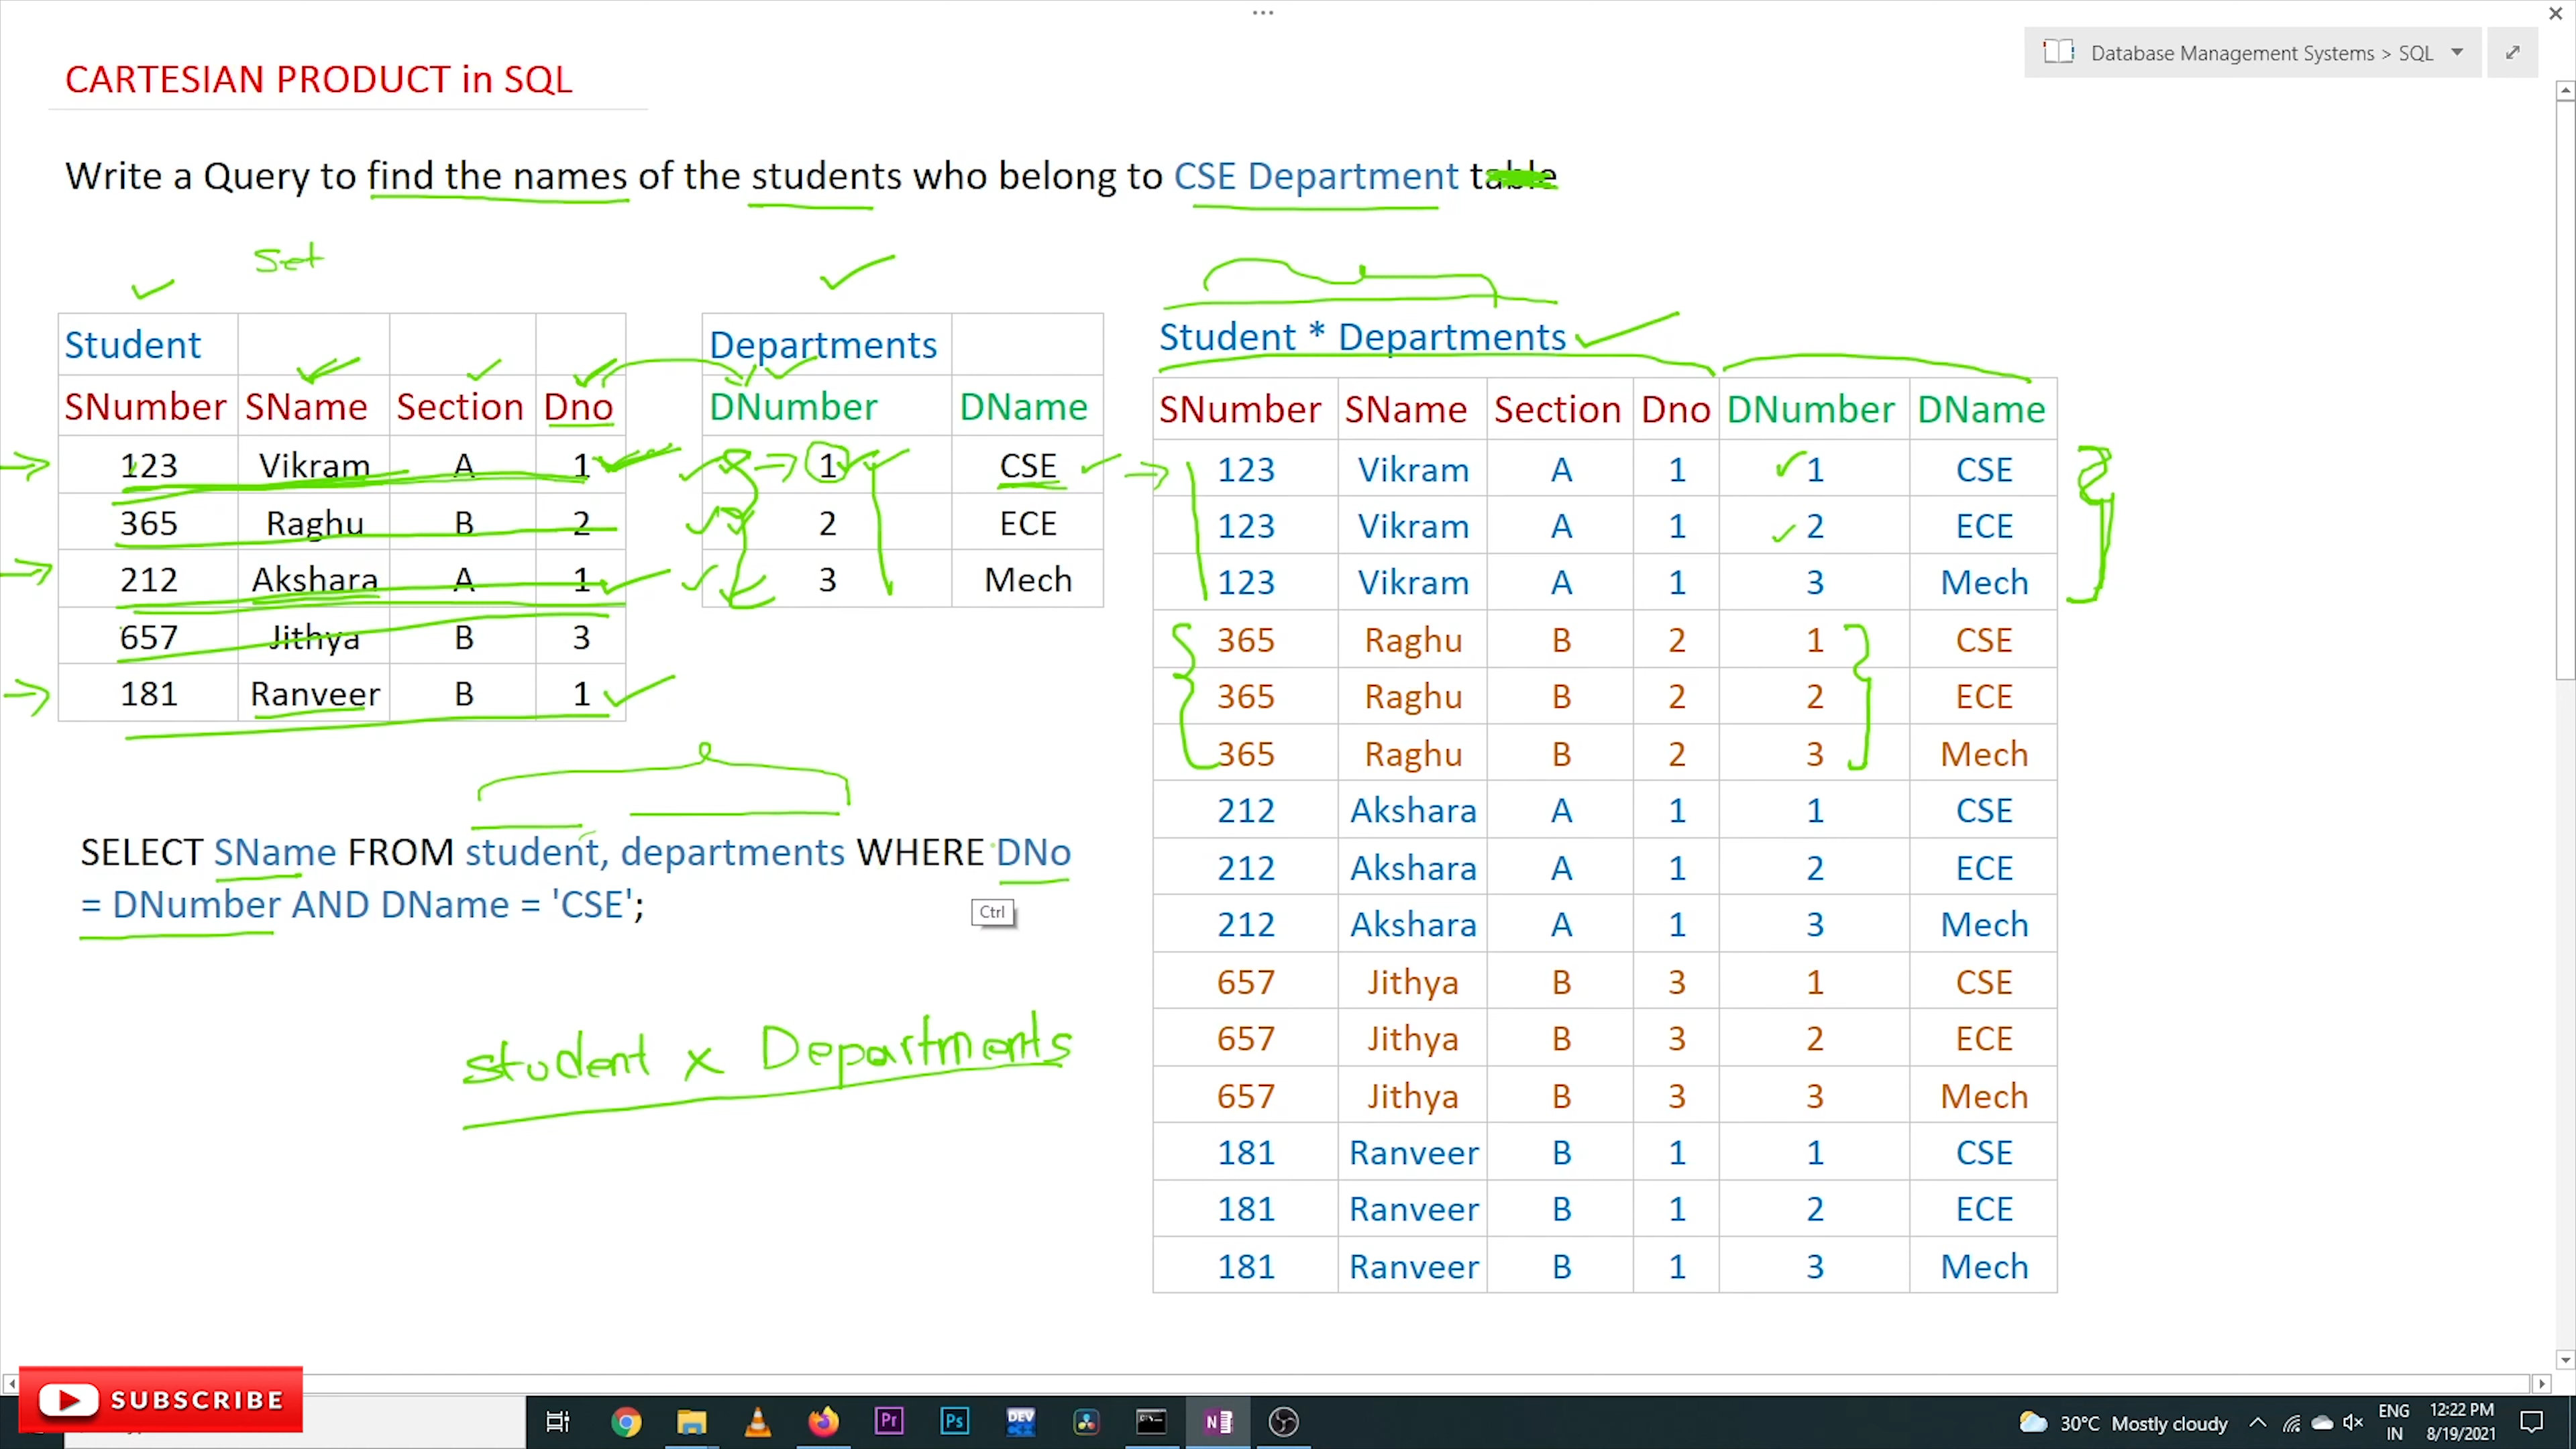 Database Management Systems > SQL
CARTESIAN PRODUCT in SQL
Write a Query to find the names of the students who belong to CSE Department table
Set
Student
SNumber SName Section Dno
123 Vikram A 1
365 Raghu B 2
212 Akshara A 1
657 Jithya B 3
181 Ranveer B 1
Departments
DNumber DName
1 CSE
2 ECE
3 Mech
SELECT SName FROM student, departments WHERE DNo
= DNumber AND DName = 'CSE';
Ctrl
student x Departments
Student * Departments
SNumber SName Section Dno DNumber DName
123 Vikram A 1 1 CSE
123 Vikram A 1 2 ECE
123 Vikram A 1 3 Mech
365 Raghu B 2 1 CSE
365 Raghu B 2 2 ECE
365 Raghu B 2 3 Mech
212 Akshara A 1 1 CSE
212 Akshara A 1 2 ECE
212 Akshara A 1 3 Mech
657 Jithya B 3 1 CSE
657 Jithya B 3 2 ECE
657 Jithya B 3 3 Mech
181 Ranveer B 1 1 CSE
181 Ranveer B 1 2 ECE
181 Ranveer B 1 3 Mech
SUBSCRIBE
Pr
Ps
DEV
N
30°C Mostly cloudy
ENG
IN
12:22 PM
8/19/2021